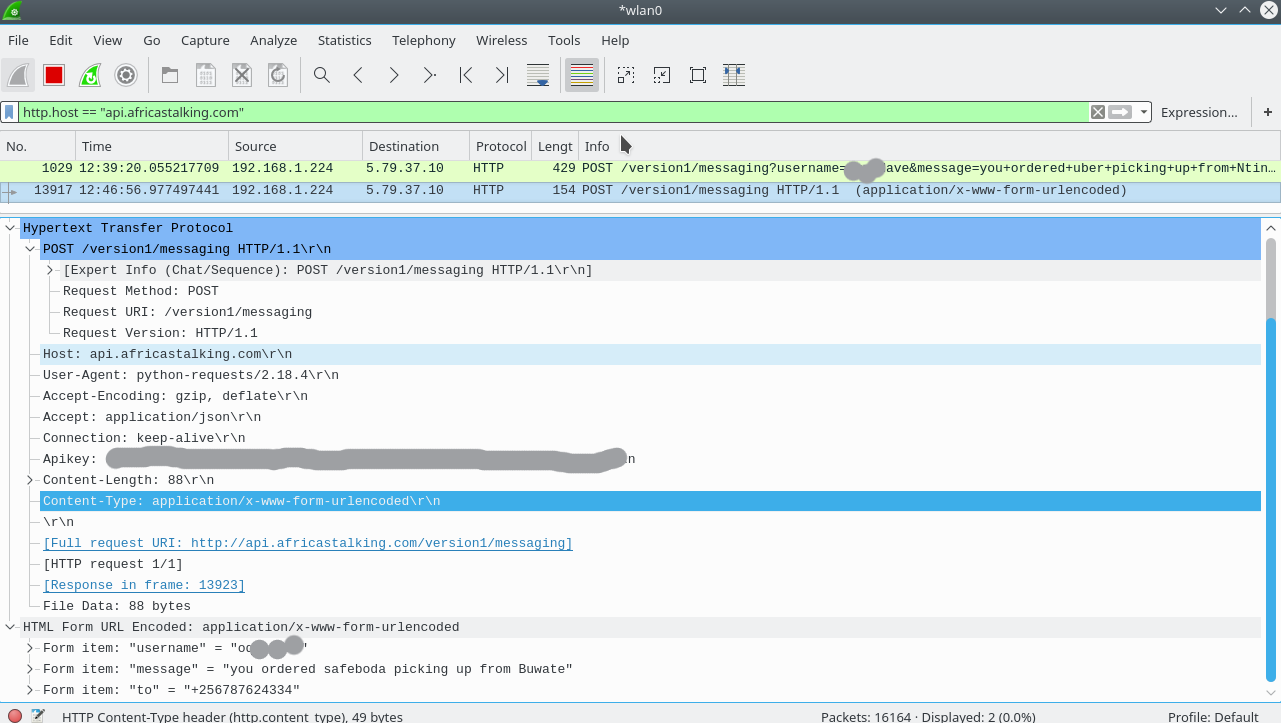 *wlan0
File Edit View Go Capture Analyze Statistics Telephony Wireless Tools Help
http.host == "api.africastalking.com" Expression... +
No. Time Source Destination Protocol Lengt Info
1029 12:39:20.055217709 192.168.1.224 5.79.37.10 HTTP 429 POST /version1/messaging?username= ave&message=you+ordered+uber+picking+up+from+Ntin...
13917 12:46:56.977497441 192.168.1.224 5.79.37.10 HTTP 154 POST /version1/messaging HTTP/1.1 (application/x-www-form-urlencoded)
Hypertext Transfer Protocol
POST /version1/messaging HTTP/1.1\r\n
[Expert Info (Chat/Sequence): POST /version1/messaging HTTP/1.1\r\n]
Request Method: POST
Request URI: /version1/messaging
Request Version: HTTP/1.1
Host: api.africastalking.com\r\n
User-Agent: python-requests/2.18.4\r\n
Accept-Encoding: gzip, deflate\r\n
Accept: application/json\r\n
Connection: keep-alive\r\n
Apikey: n
Content-Length: 88\r\n
Content-Type: application/x-www-form-urlencoded\r\n
\r\n
[Full request URI: http://api.africastalking.com/version1/messaging]
[HTTP request 1/1]
[Response in frame: 13923]
File Data: 88 bytes
HTML Form URL Encoded: application/x-www-form-urlencoded
Form item: "username" = "o "
Form item: "message" = "you ordered safeboda picking up from Buwate"
Form item: "to" = "+256787624334"
HTTP Content-Type header (http.content_type), 49 bytes Packets: 16164 · Displayed: 2 (0.0%) Profile: Default